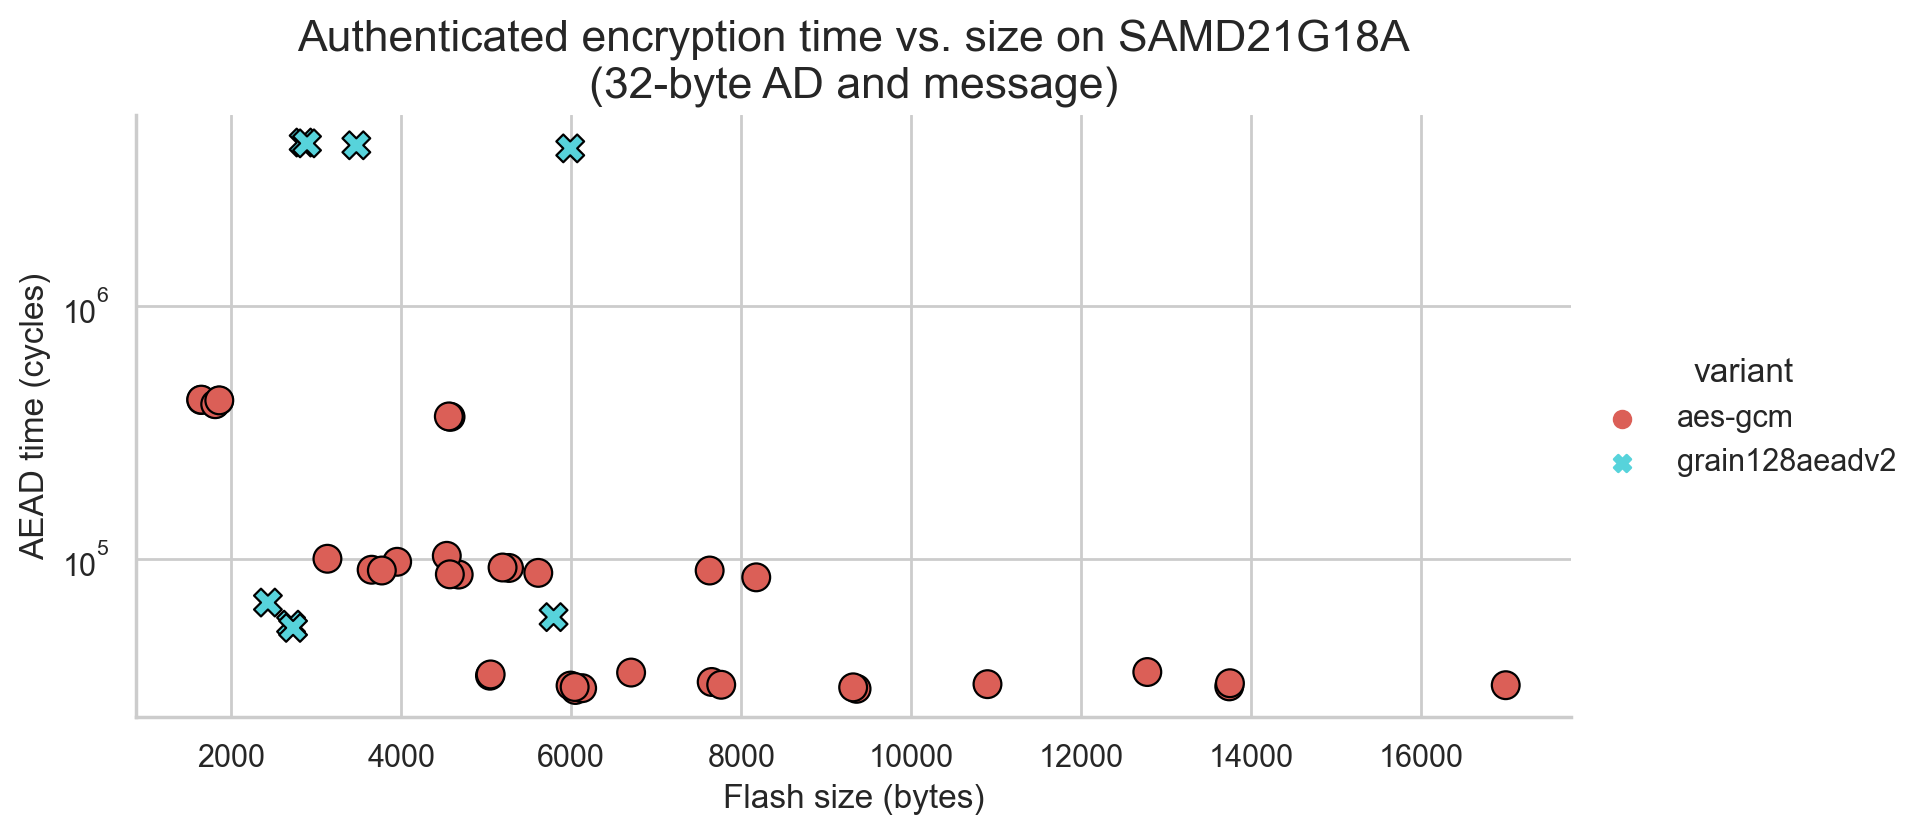 Authenticated encryption time vs. size on SAMD21G18A
(32-byte AD and message)
AEAD time (cycles)
10^6
10^5
2000 4000 6000 8000 10000 12000 14000 16000
Flash size (bytes)
variant
aes-gcm
grain128aeadv2